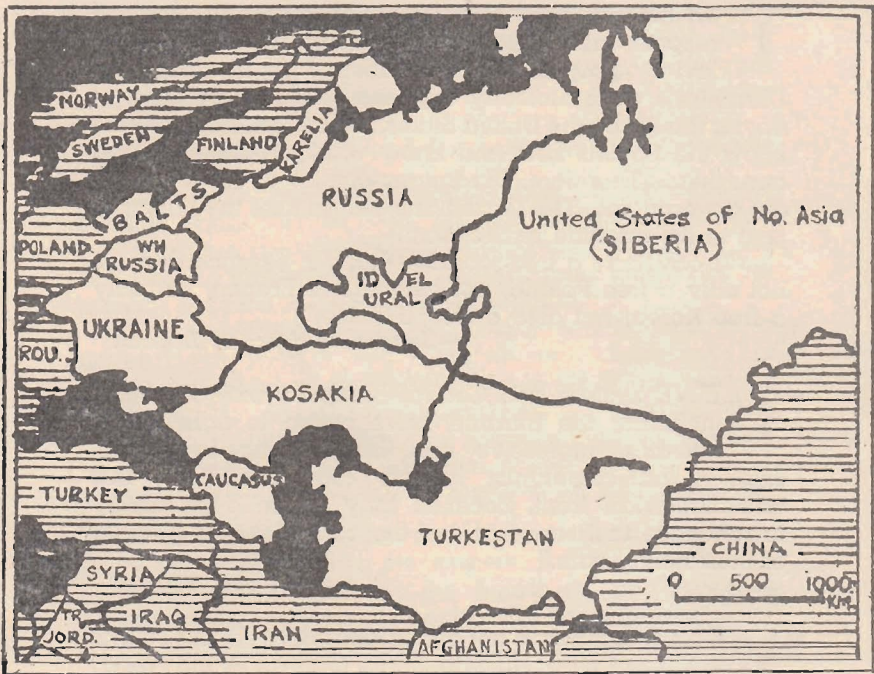 NORWAY
SWEDEN
FINLAND
KARELIA
RUSSIA
United States of No. Asia
(SIBERIA)
BALTS
POLAND
WH
RUSSIA
ID EL
URAL
UKRAINE
ROU.
KOSAKIA
CAUCASUS
TURKEY
TURKESTAN
CHINA
SYRIA
0 500 1000
KM.
TR.
JORD.
IRAQ
IRAN
AFGHANISTAN